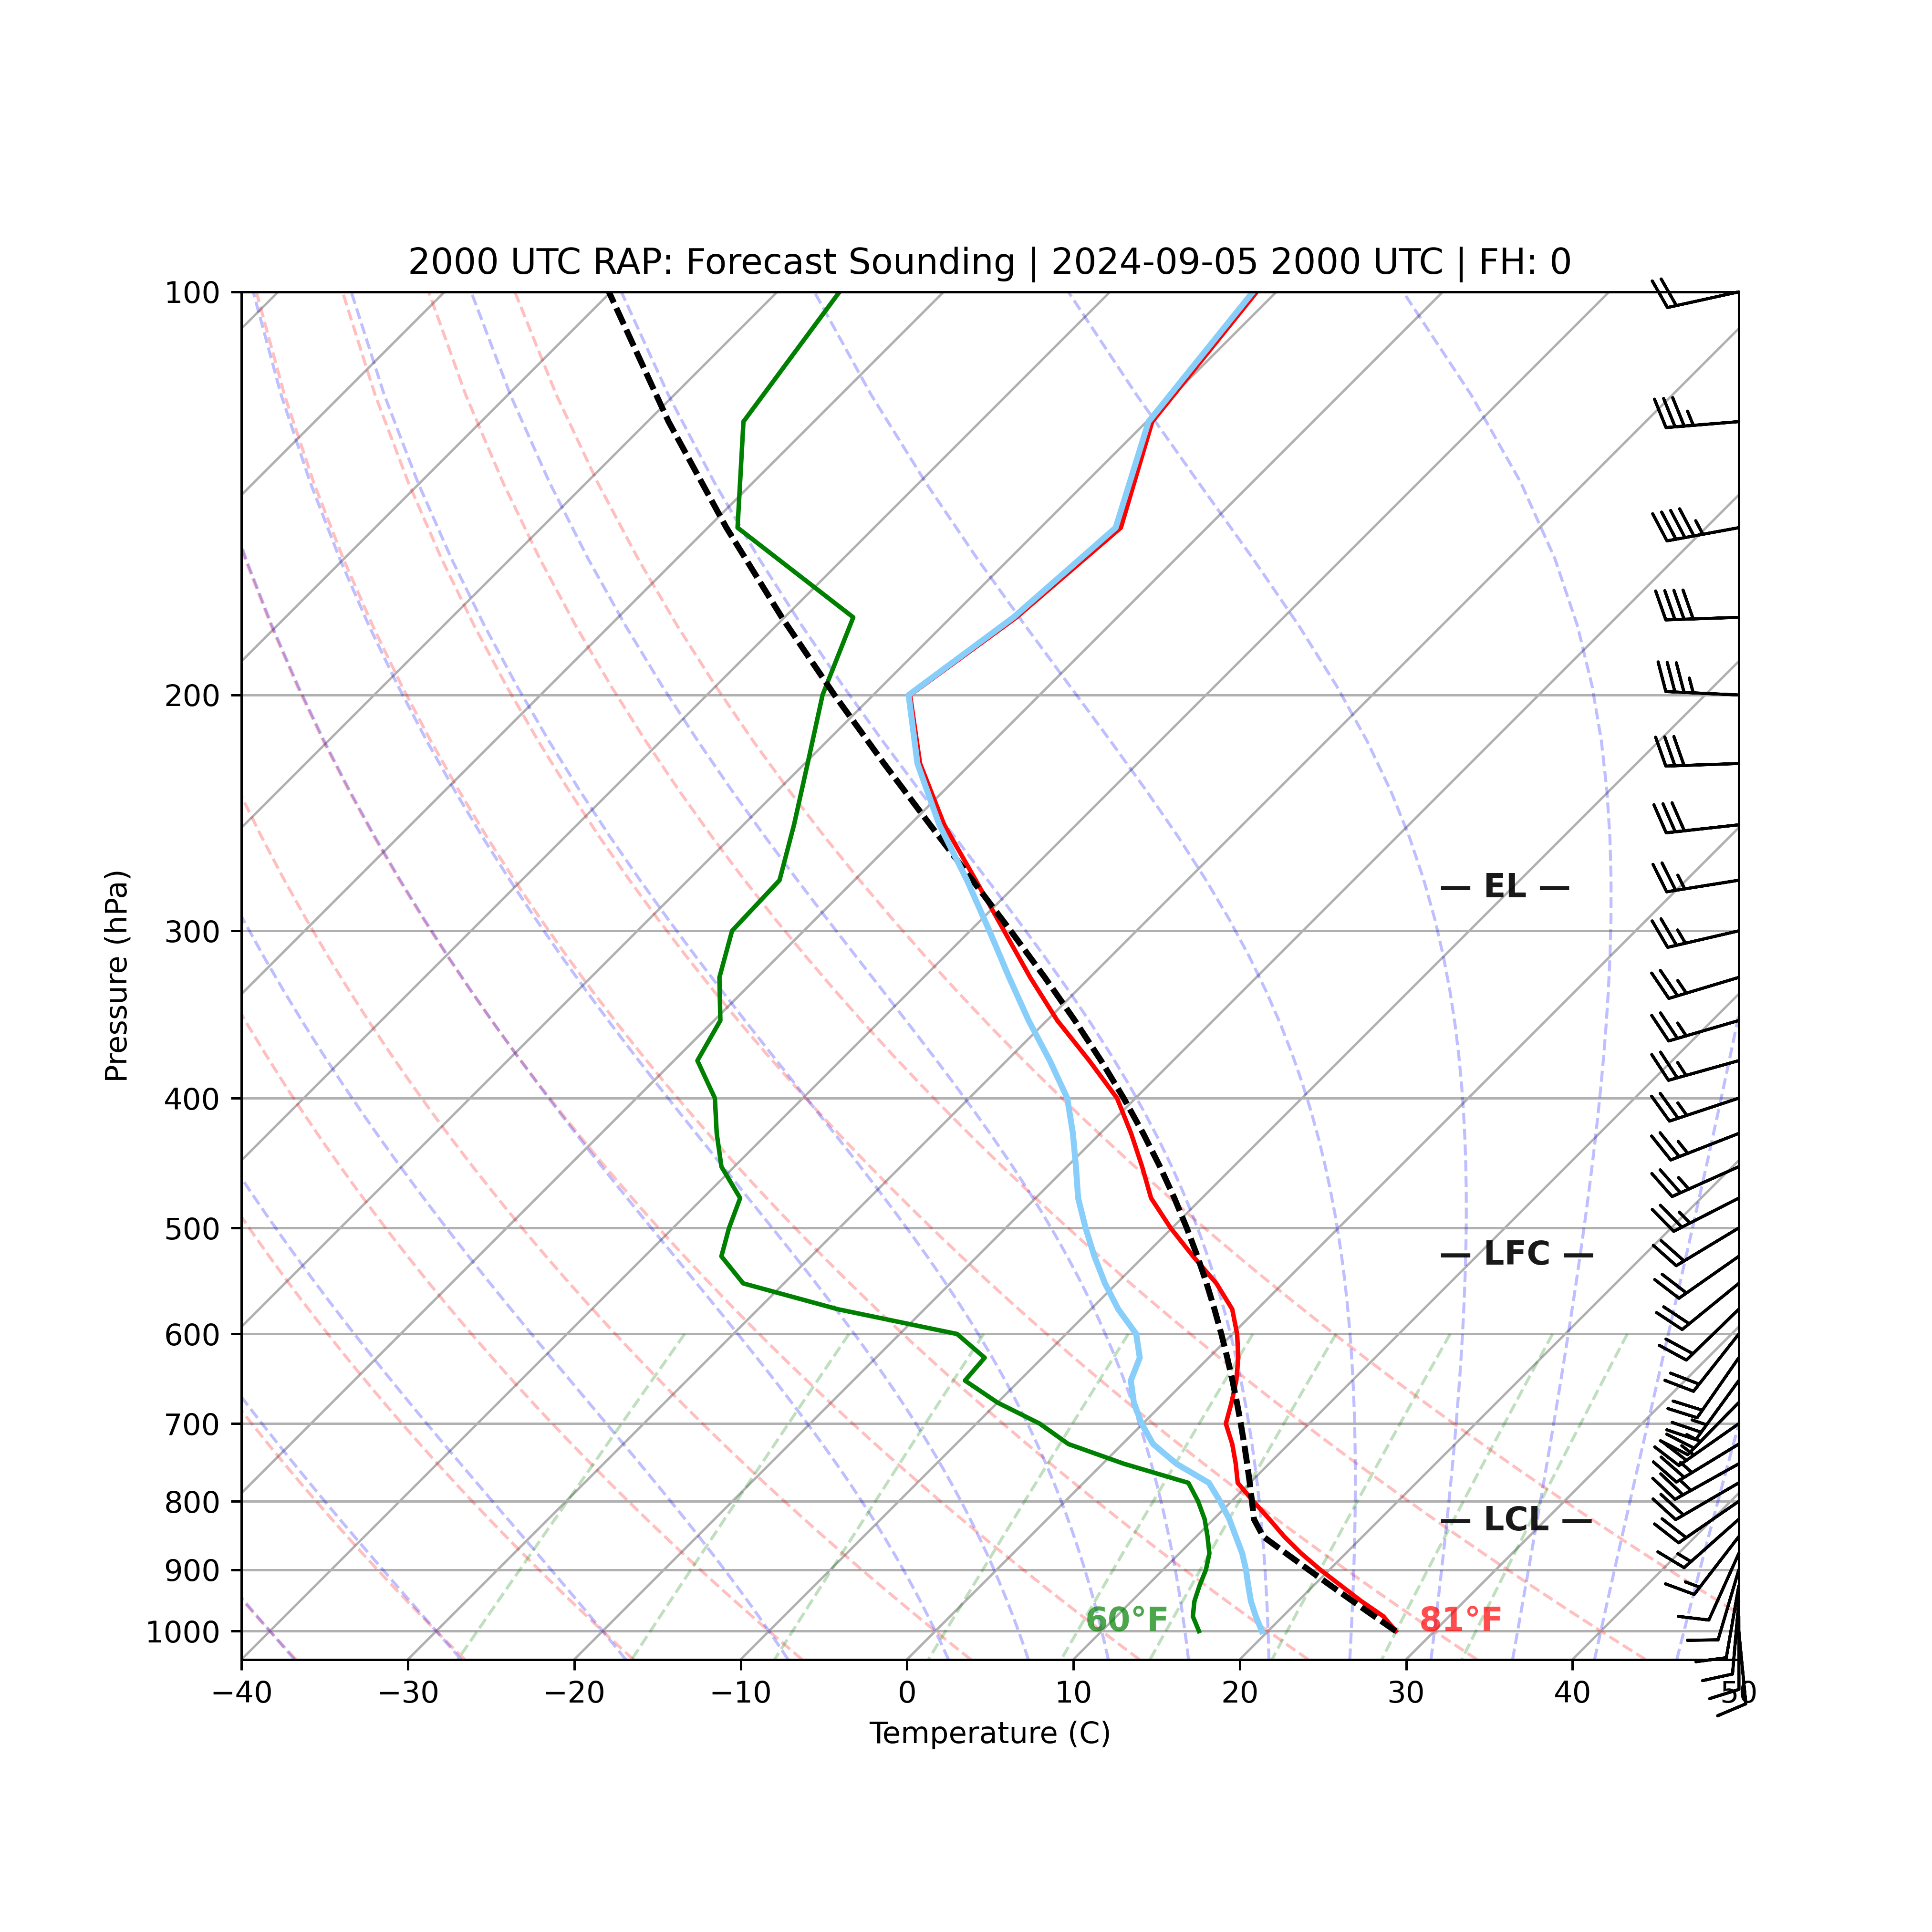 2000 UTC RAP: Forecast Sounding | 2024-09-05 2000 UTC | FH: 0
100
200
300
— EL —
400
500
— LFC —
600
700
800
— LCL —
900
1000
60°F
81°F
Pressure (hPa)
−40 −30 −20 −10 0 10 20 30 40 50
Temperature (C)